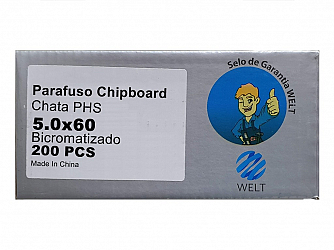 Parafuso Chipboard
Chata PHS
5.0x60
Bicromatizado
200 PCS
Made In China
Selo de Garantia WELT
WELT